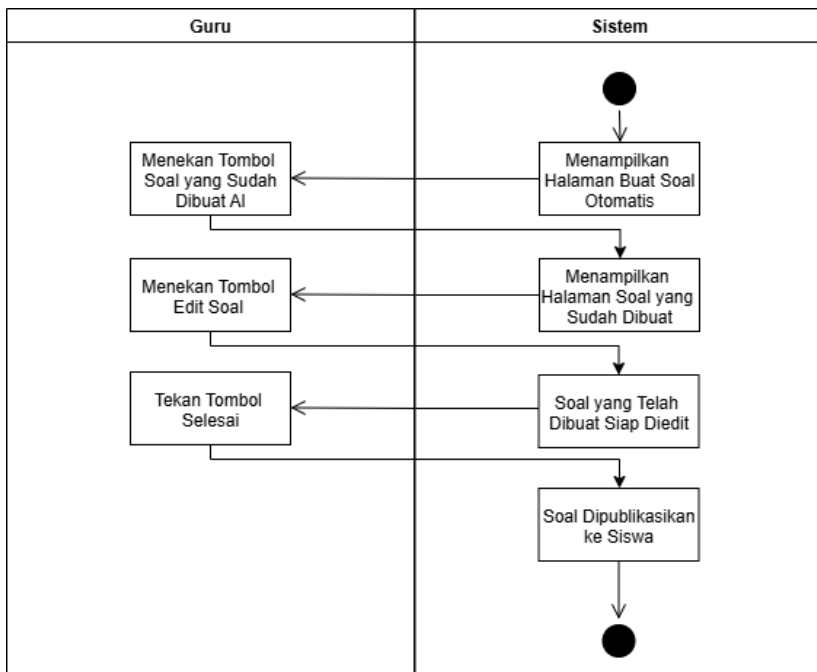 Guru
Sistem
Menampilkan
Halaman Buat Soal
Otomatis
Menekan Tombol
Soal yang Sudah
Dibuat AI
Menampilkan
Halaman Soal yang
Sudah Dibuat
Menekan Tombol
Edit Soal
Soal yang Telah
Dibuat Siap Diedit
Tekan Tombol
Selesai
Soal Dipublikasikan
ke Siswa